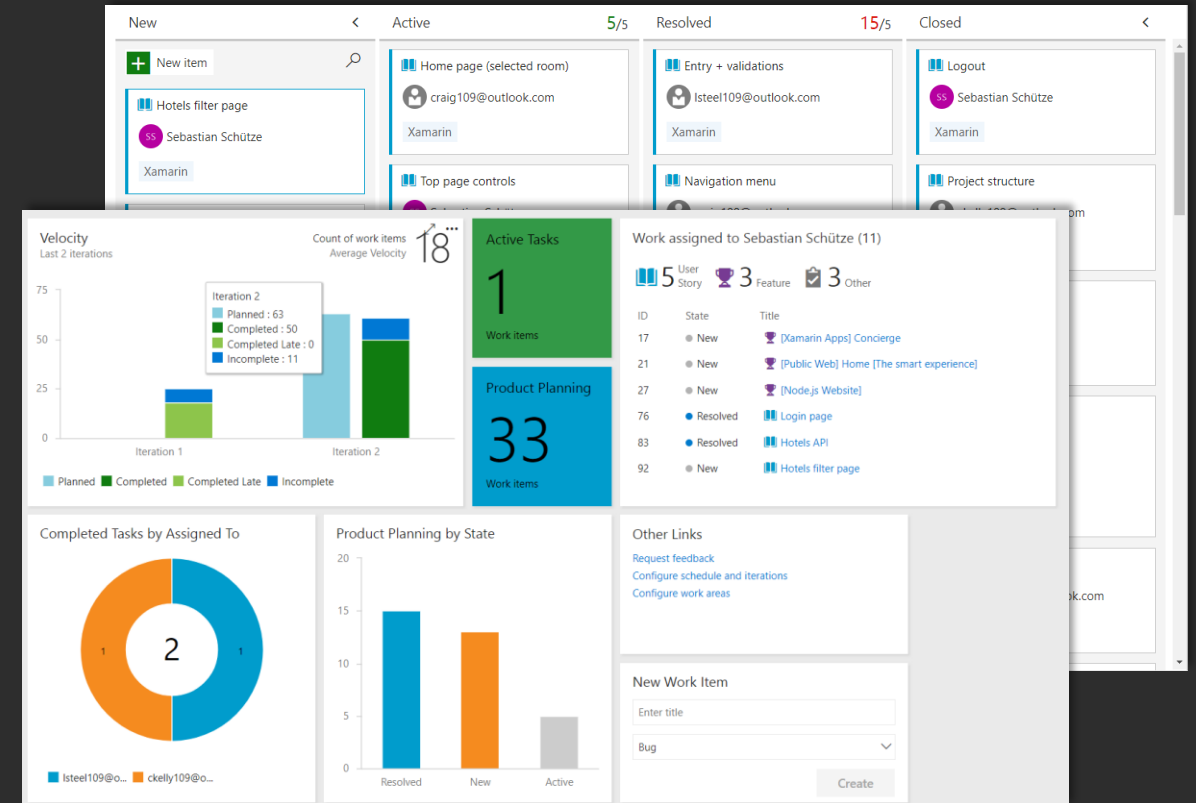 New
Active 5/5
Resolved 15/5
Closed
New item
Hotels filter page
Sebastian Schütze
Xamarin
Home page (selected room)
craig109@outlook.com
Xamarin
Top page controls
Entry + validations
lsteel109@outlook.com
Xamarin
Navigation menu
Logout
SS Sebastian Schütze
Xamarin
Project structure
Velocity
Last 2 iterations
Count of work items
Average Velocity
18
75
50
25
0
Iteration 2
Planned : 63
Completed : 50
Completed Late : 0
Incomplete : 11
Iteration 1
Iteration 2
Planned Completed Completed Late Incomplete
Active Tasks
1
Work items
Product Planning
33
Work items
Work assigned to Sebastian Schütze (11)
5 User Story 3 Feature 3 Other
ID State Title
17 New [Xamarin Apps] Concierge
21 New [Public Web] Home [The smart experience]
27 New [Node.js Website]
76 Resolved Login page
83 Resolved Hotels API
92 New Hotels filter page
Completed Tasks by Assigned To
1
2
1
lsteel109@o... ckelly109@o...
Product Planning by State
20
15
10
5
0
Resolved New Active
Other Links
Request feedback
Configure schedule and iterations
Configure work areas
New Work Item
Enter title
Bug
Create